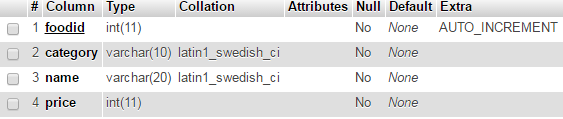 # Column Type Collation Attributes Null Default Extra
1 foodid int(11) No None AUTO_INCREMENT
2 category varchar(10) latin1_swedish_ci No None
3 name varchar(20) latin1_swedish_ci No None
4 price int(11) No None